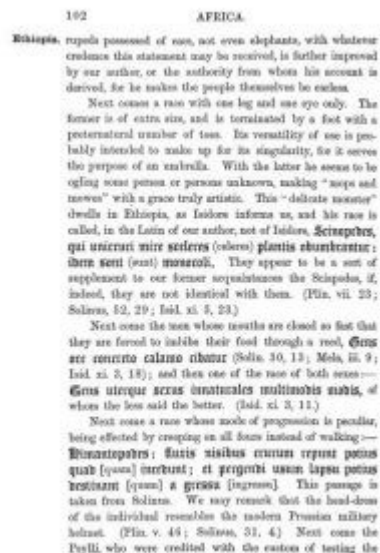 102 AFRICA
Ethiopia. rupeds possessed of ears, not even elephants, with whatever
credence this statement may be received, is further improved
by our author, or the authority from whom his account is
derived, for he makes the people themselves be earless.
Next comes a race with one leg and one eye only. The
former is of extra size, and is terminated by a foot with a
preternatural number of toes. Its versatility of use is pro-
bably intended to make up for its singularity, for it serves
the purpose of an umbrella. With the latter he seems to be
ogling some person or persons unknown, making "mops and
mowes" with a grace truly artistic. This "delicate monster"
dwells in Ethiopia, as Isidore informs us, and his race is
called, in the Latin of our author, not of Isidore, Scinopedes,
qui unicruri mire sceleres (celeres) plantis obumbrantur:
idem sont (sunt) monocoli. They appear to be a sort of
supplement to our former acquaintances the Sciapodus, if,
indeed, they are not identical with them. (Plin. vii. 23;
Solinus, 52, 29; Isid. xi. 3, 23.)
Next come the men whose mouths are closed so fast that
they are forced to imbibe their food through a reed, Gens
ore concreto calamo cibatur (Solin. 30, 13; Mela, iii. 9;
Isid. xi. 3, 18); and then one of the race of both sexes:—
Gens uterque sexus innaturales multimodis modis, of
whom the less said the better. (Isid. xi. 3, 11.)
Next come a race whose mode of progression is peculiar,
being effected by creeping on all fours instead of walking:—
Himantopodes: fluxis nisibus crurum repunt potius
quad [quam] incedunt; et pergendi usum lapsu potius
destinant [quam] a gressu [ingressu]. This passage is
taken from Solinus. We may remark that the head-dress
of the individual resembles the modern Prussian military
helmet. (Plin. v. 46; Solinus, 31, 4.) Next come the
Psylli, who were credited with the custom of testing the